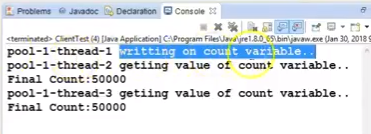 Problems @ Javadoc Declaration Console
<terminated> ClientTest (4) [Java Application] C:\Program Files\Java\jre1.8.0_65\bin\javaw.exe (Jan 30, 2018 9
pool-1-thread-1 writting on count variable..
pool-1-thread-2 getiing value of count variable..
Final Count:50000
pool-1-thread-3 getiing value of count variable..
Final Count:50000